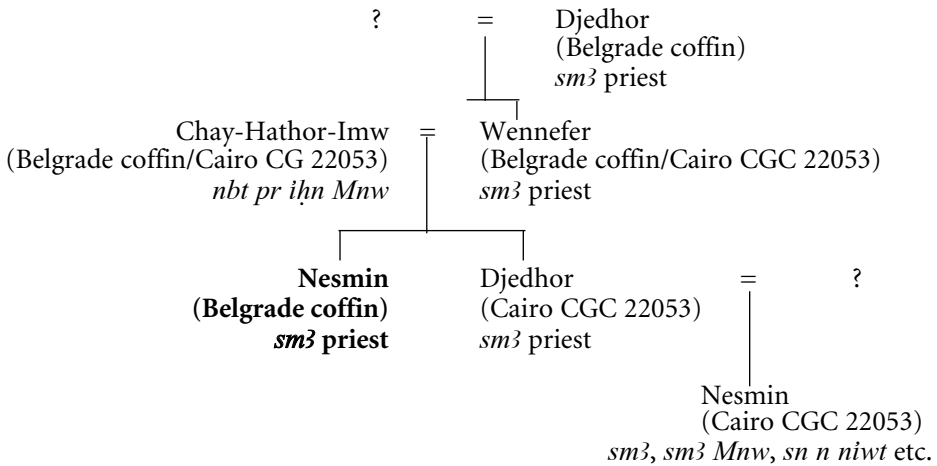 ? = Djedhor
(Belgrade coffin)
sm3 priest
Chay-Hathor-Imw = Wennefer
(Belgrade coffin/Cairo CG 22053) (Belgrade coffin/Cairo CGC 22053)
nbt pr ỉḥn Mnw sm3 priest
Nesmin Djedhor = ?
(Belgrade coffin) (Cairo CGC 22053)
sm3 priest sm3 priest
Nesmin
(Cairo CGC 22053)
sm3, sm3 Mnw, sn n nỉwt etc.